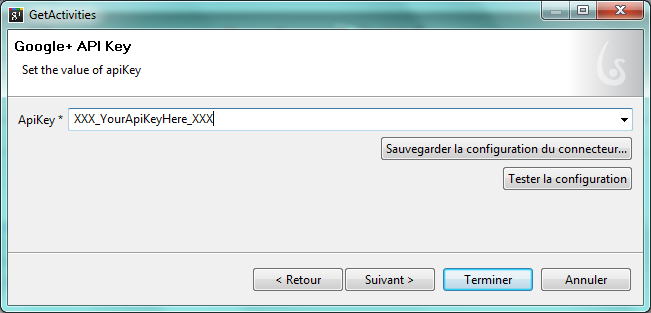 GetActivities
Google+ API Key
Set the value of apiKey
ApiKey * XXX_YourApiKeyHere_XXX
Sauvegarder la configuration du connecteur...
Tester la configuration
< Retour Suivant > Terminer Annuler